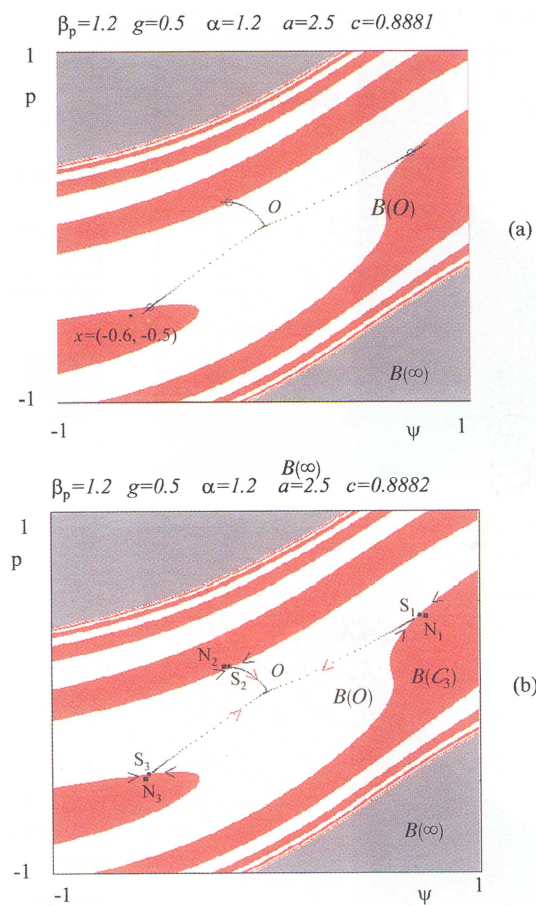 βp=1.2 g=0.5 α=1.2 a=2.5 c=0.8881
1
p
O
B(O)
(a)
x=(-0.6, -0.5)
B(∞)
-1
-1
ψ
1
B(∞)
βp=1.2 g=0.5 α=1.2 a=2.5 c=0.8882
1
p
S1
N1
N2
S2
O
B(C3)
B(O)
(b)
S3
N3
B(∞)
-1
-1
ψ
1